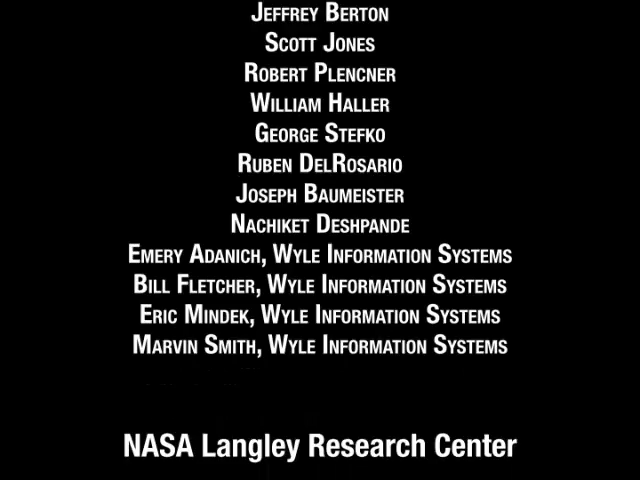 Jeffrey Berton
Scott Jones
Robert Plencner
William Haller
George Stefko
Ruben DelRosario
Joseph Baumeister
Nachiket Deshpande
Emery Adanich, Wyle Information Systems
Bill Fletcher, Wyle Information Systems
Eric Mindek, Wyle Information Systems
Marvin Smith, Wyle Information Systems
NASA Langley Research Center